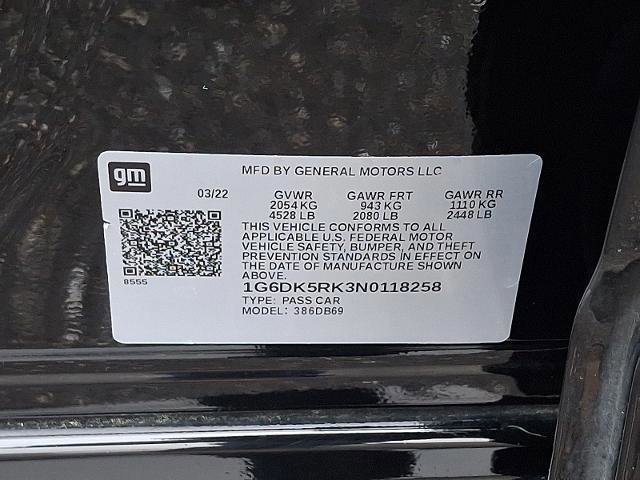 gm
MFD BY GENERAL MOTORS LLC
03/22 GVWR GAWR FRT GAWR RR
2054 KG 943 KG 1110 KG
4528 LB 2080 LB 2448 LB
THIS VEHICLE CONFORMS TO ALL
APPLICABLE U.S. FEDERAL MOTOR
VEHICLE SAFETY, BUMPER, AND THEFT
PREVENTION STANDARDS IN EFFECT ON
THE DATE OF MANUFACTURE SHOWN
ABOVE.
8555
1G6DK5RK3N0118258
TYPE: PASS CAR
MODEL: 386DB69